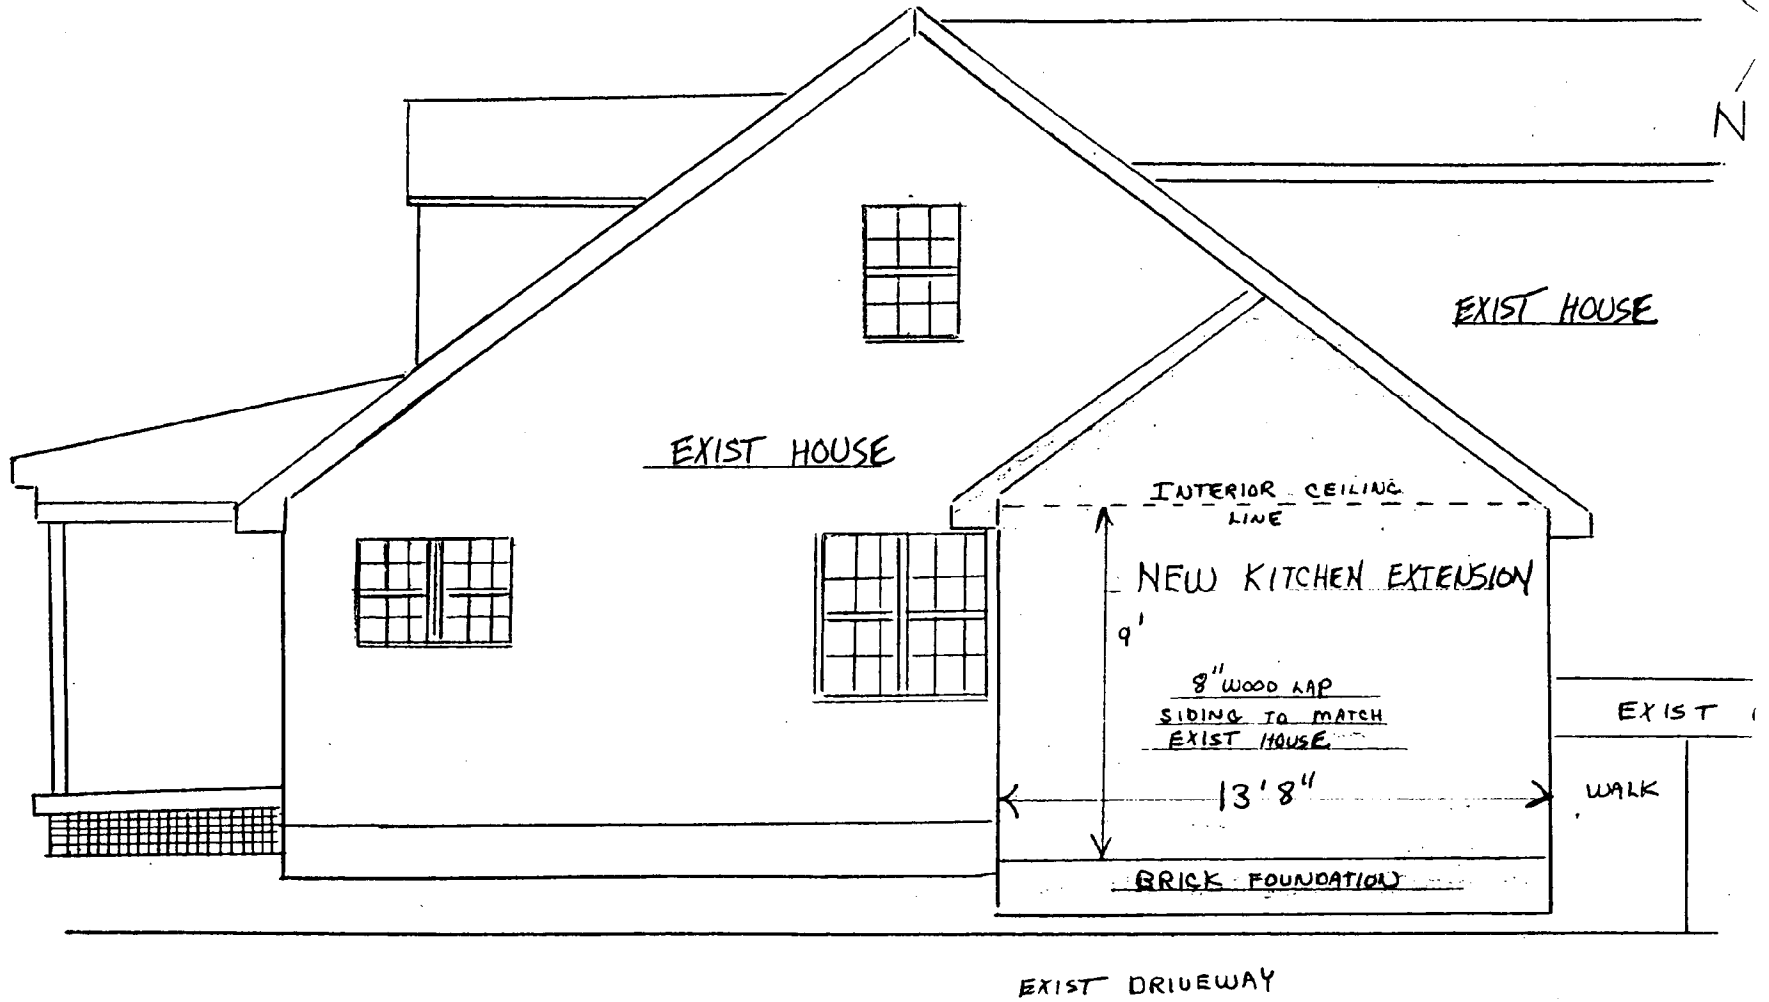 N
EXIST HOUSE
EXIST HOUSE
INTERIOR CEILING
LINE
NEW KITCHEN EXTENSION
9'
8" WOOD LAP
SIDING TO MATCH
EXIST HOUSE
EXIST
13'8"
WALK
BRICK FOUNDATION
EXIST DRIVEWAY